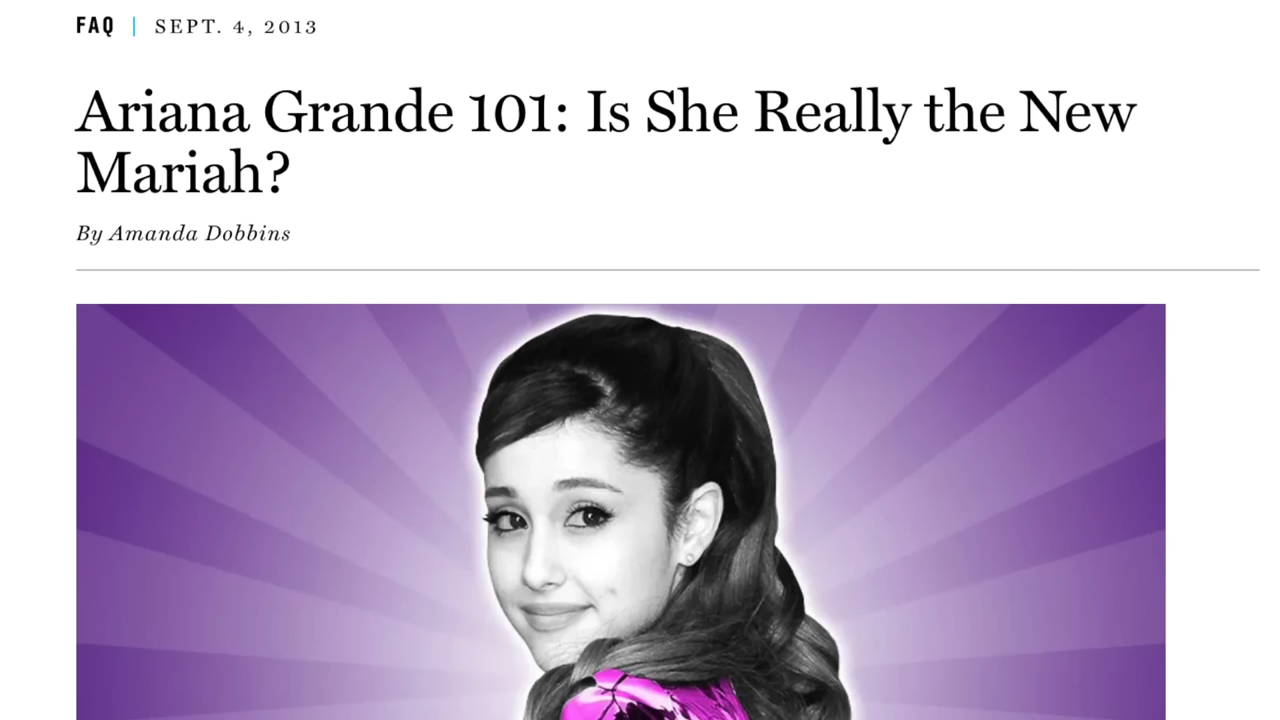 FAQ | SEPT. 4, 2013
Ariana Grande 101: Is She Really the New
Mariah?
By Amanda Dobbins